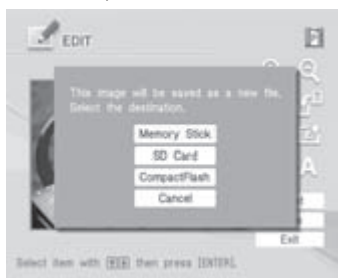 EDIT
This image will be saved as a new file.
Select the destination.
Memory Stick
SD Card
CompactFlash
Cancel
A
Exit
Select item with then press [ENTER].